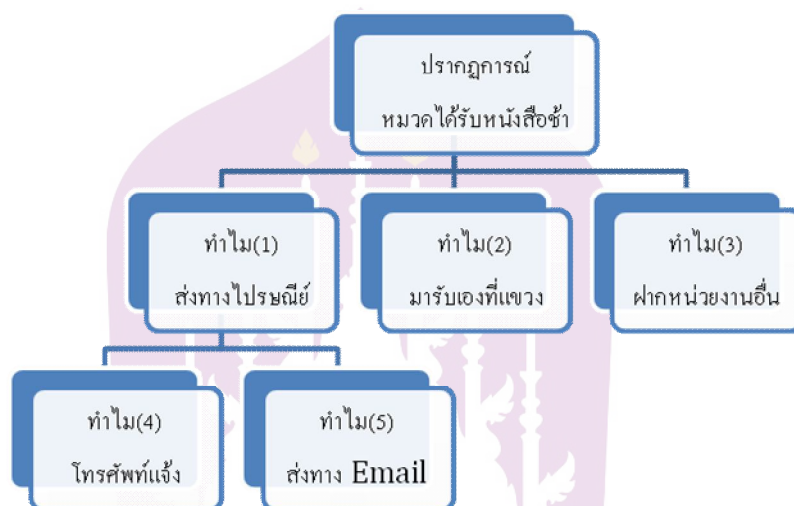 ปรากฏการณ์
หมวดได้รับหนังสือช้า
ทำไม(1)
ส่งทางไปรษณีย์
ทำไม(2)
มารับเองที่แขวง
ทำไม(3)
ฝากหน่วยงานอื่น
ทำไม(4)
โทรศัพท์แจ้ง
ทำไม(5)
ส่งทาง Email